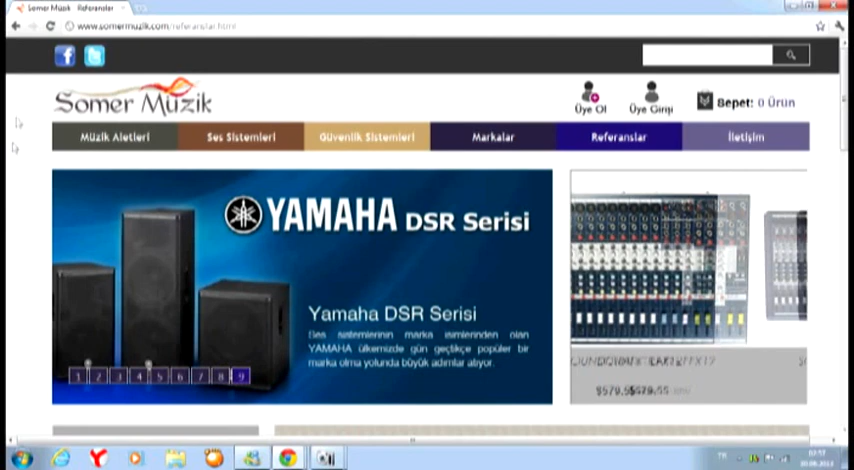 Somer Müzik - Referanslar
www.somermuzik.com/referanslar.html
Somer Müzik
Üye Ol
Üye Girişi
Sepet: 0 Ürün
Müzik Aletleri
Ses Sistemleri
Güvenlik Sistemleri
Markalar
Referanslar
İletişim
YAMAHA DSR Serisi
Yamaha DSR Serisi
Ses sistemlerinin marka isimlerinden olan
YAMAHA ülkemizde gün geçtikçe popüler bir
marka olma yolunda büyük adımlar atıyor.
1 2 3 4 5 6 7 8 9
TR